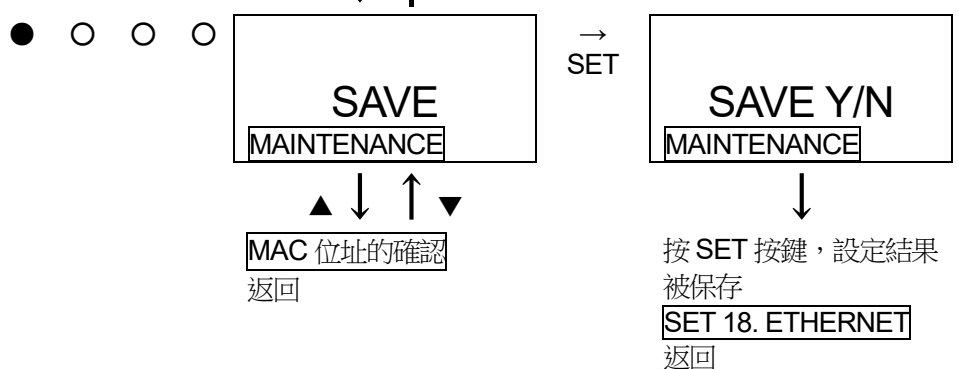 ● ○ ○ ○
SAVE
MAINTENANCE
→
SET
SAVE Y/N
MAINTENANCE
▲ ↓ ↑ ▼
MAC 位址的確認
返回
↓
按 SET 按鍵，設定結果
被保存
SET 18. ETHERNET
返回